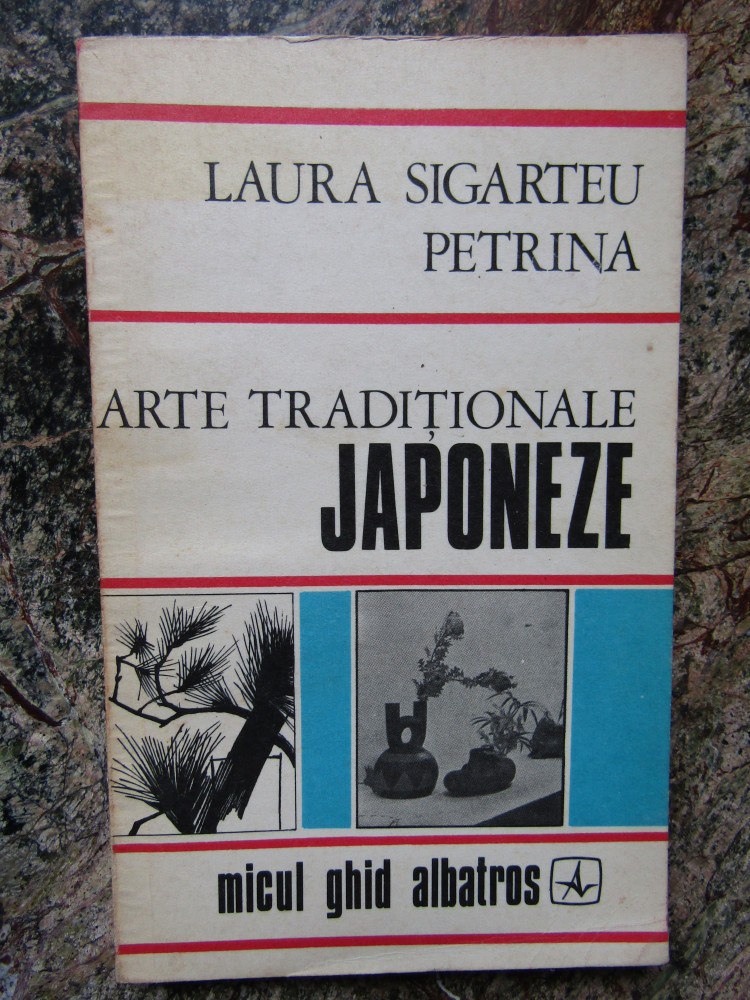 LAURA SIGARTEU
PETRINA
ARTE TRADIȚIONALE
JAPONEZE
micul ghid albatros